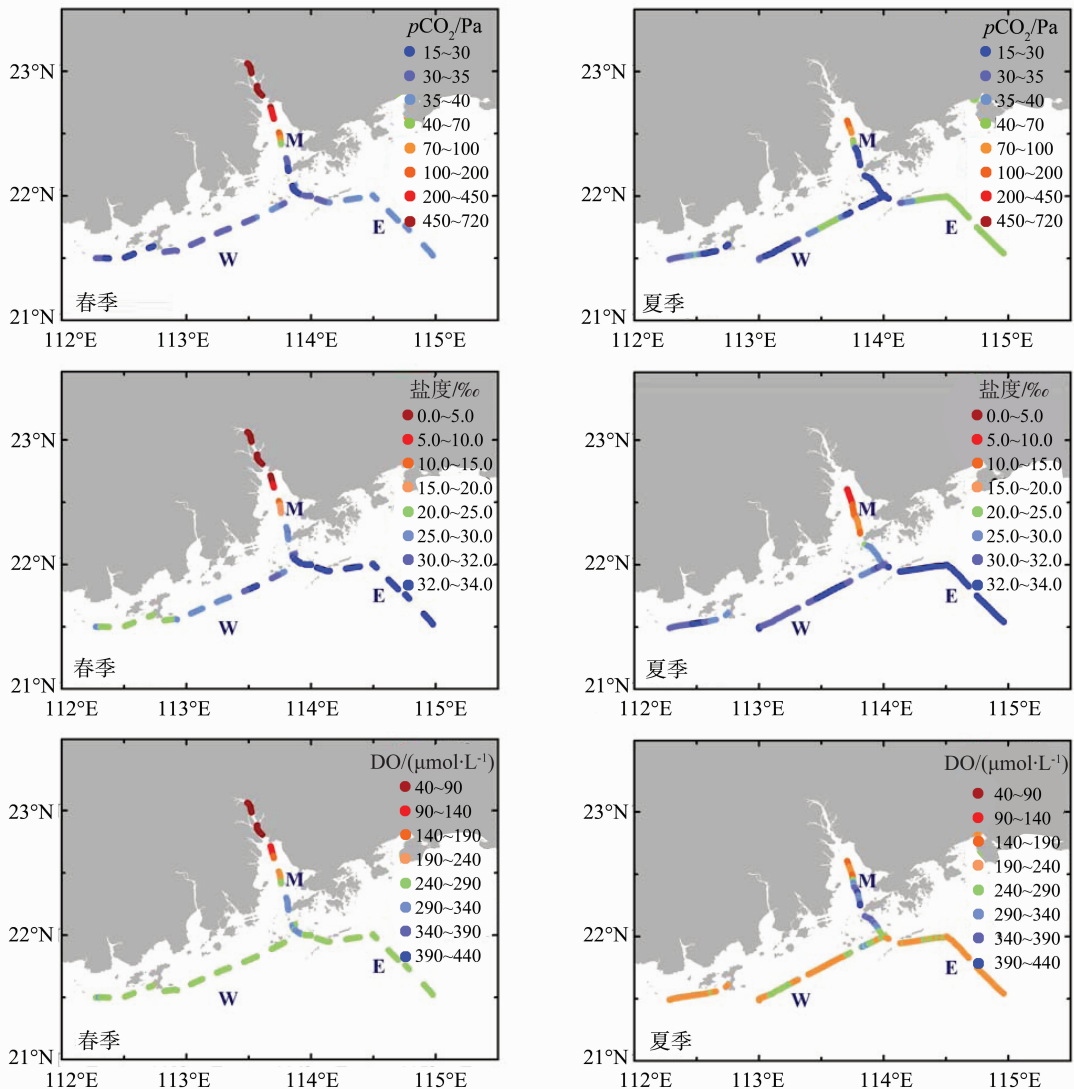 pCO₂/Pa
15~30
30~35
35~40
40~70
70~100
100~200
200~450
450~720
23°N
22°N
21°N
M
E
W
春季
112°E
113°E
114°E
115°E
pCO₂/Pa
15~30
30~35
35~40
40~70
70~100
100~200
200~450
450~720
23°N
22°N
21°N
M
E
W
夏季
112°E
113°E
114°E
115°E
盐度/‰
0.0~5.0
5.0~10.0
10.0~15.0
15.0~20.0
20.0~25.0
25.0~30.0
30.0~32.0
32.0~34.0
23°N
22°N
21°N
M
E
W
春季
112°E
113°E
114°E
115°E
盐度/‰
0.0~5.0
5.0~10.0
10.0~15.0
15.0~20.0
20.0~25.0
25.0~30.0
30.0~32.0
32.0~34.0
23°N
22°N
21°N
M
E
W
夏季
112°E
113°E
114°E
115°E
DO/(μmol·L⁻¹)
40~90
90~140
140~190
190~240
240~290
290~340
340~390
390~440
23°N
22°N
21°N
M
E
W
春季
112°E
113°E
114°E
115°E
DO/(μmol·L⁻¹)
40~90
90~140
140~190
190~240
240~290
290~340
340~390
390~440
23°N
22°N
21°N
M
E
W
夏季
112°E
113°E
114°E
115°E